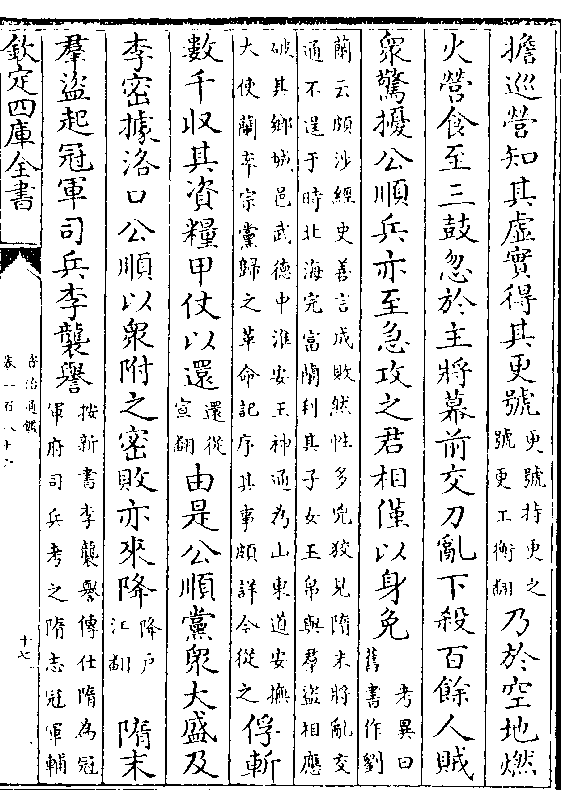 擔巡營知其虛實得其更號更號持更之號更工衡翻乃於空地燃
火營食至三鼓忽於主將幕前交刀亂下殺百餘人賊
衆驚擾公順兵亦至急攻之君相僅以身免考異曰舊書作劉
蘭云頗涉經史善言成敗然性多兇狡見隋末將亂交
通不逞于時北海完富蘭利其子女玉帛與羣盜相應
破其鄉城邑武德中淮安王神通為山東道安撫
大使蘭率宗黨歸之革命記序其事頗詳今從之俘斬
數千収其資糧甲仗以還還從宣翻由是公順黨衆大盛及
李密據洛口公順以衆附之密敗亦來降降戶江翻隋末
羣盜起冠軍司兵李襲譽按新書李襲譽傳仕隋為冠軍府司兵考之隋志冠軍輔
欽定四庫全書
資治通鑑
卷一百八十六
十七